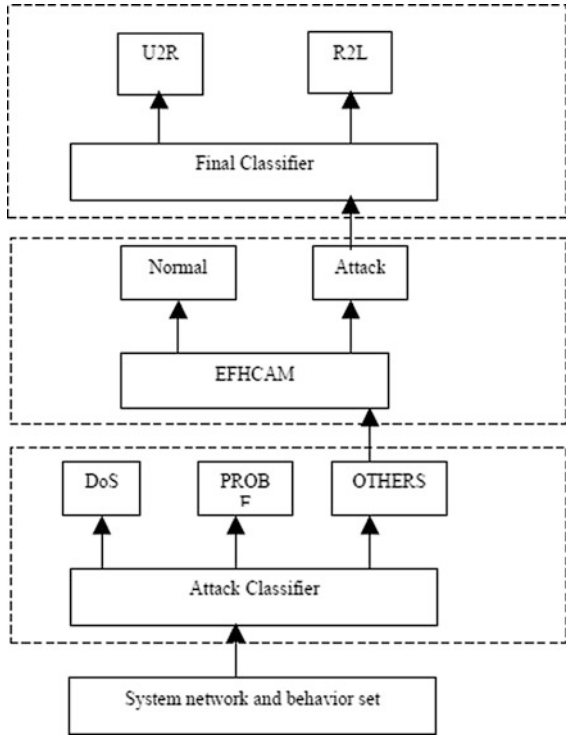 U2R
R2L
Final Classifier
Normal
Attack
EFHCAM
DoS
PROB
E
OTHERS
Attack Classifier
System network and behavior set